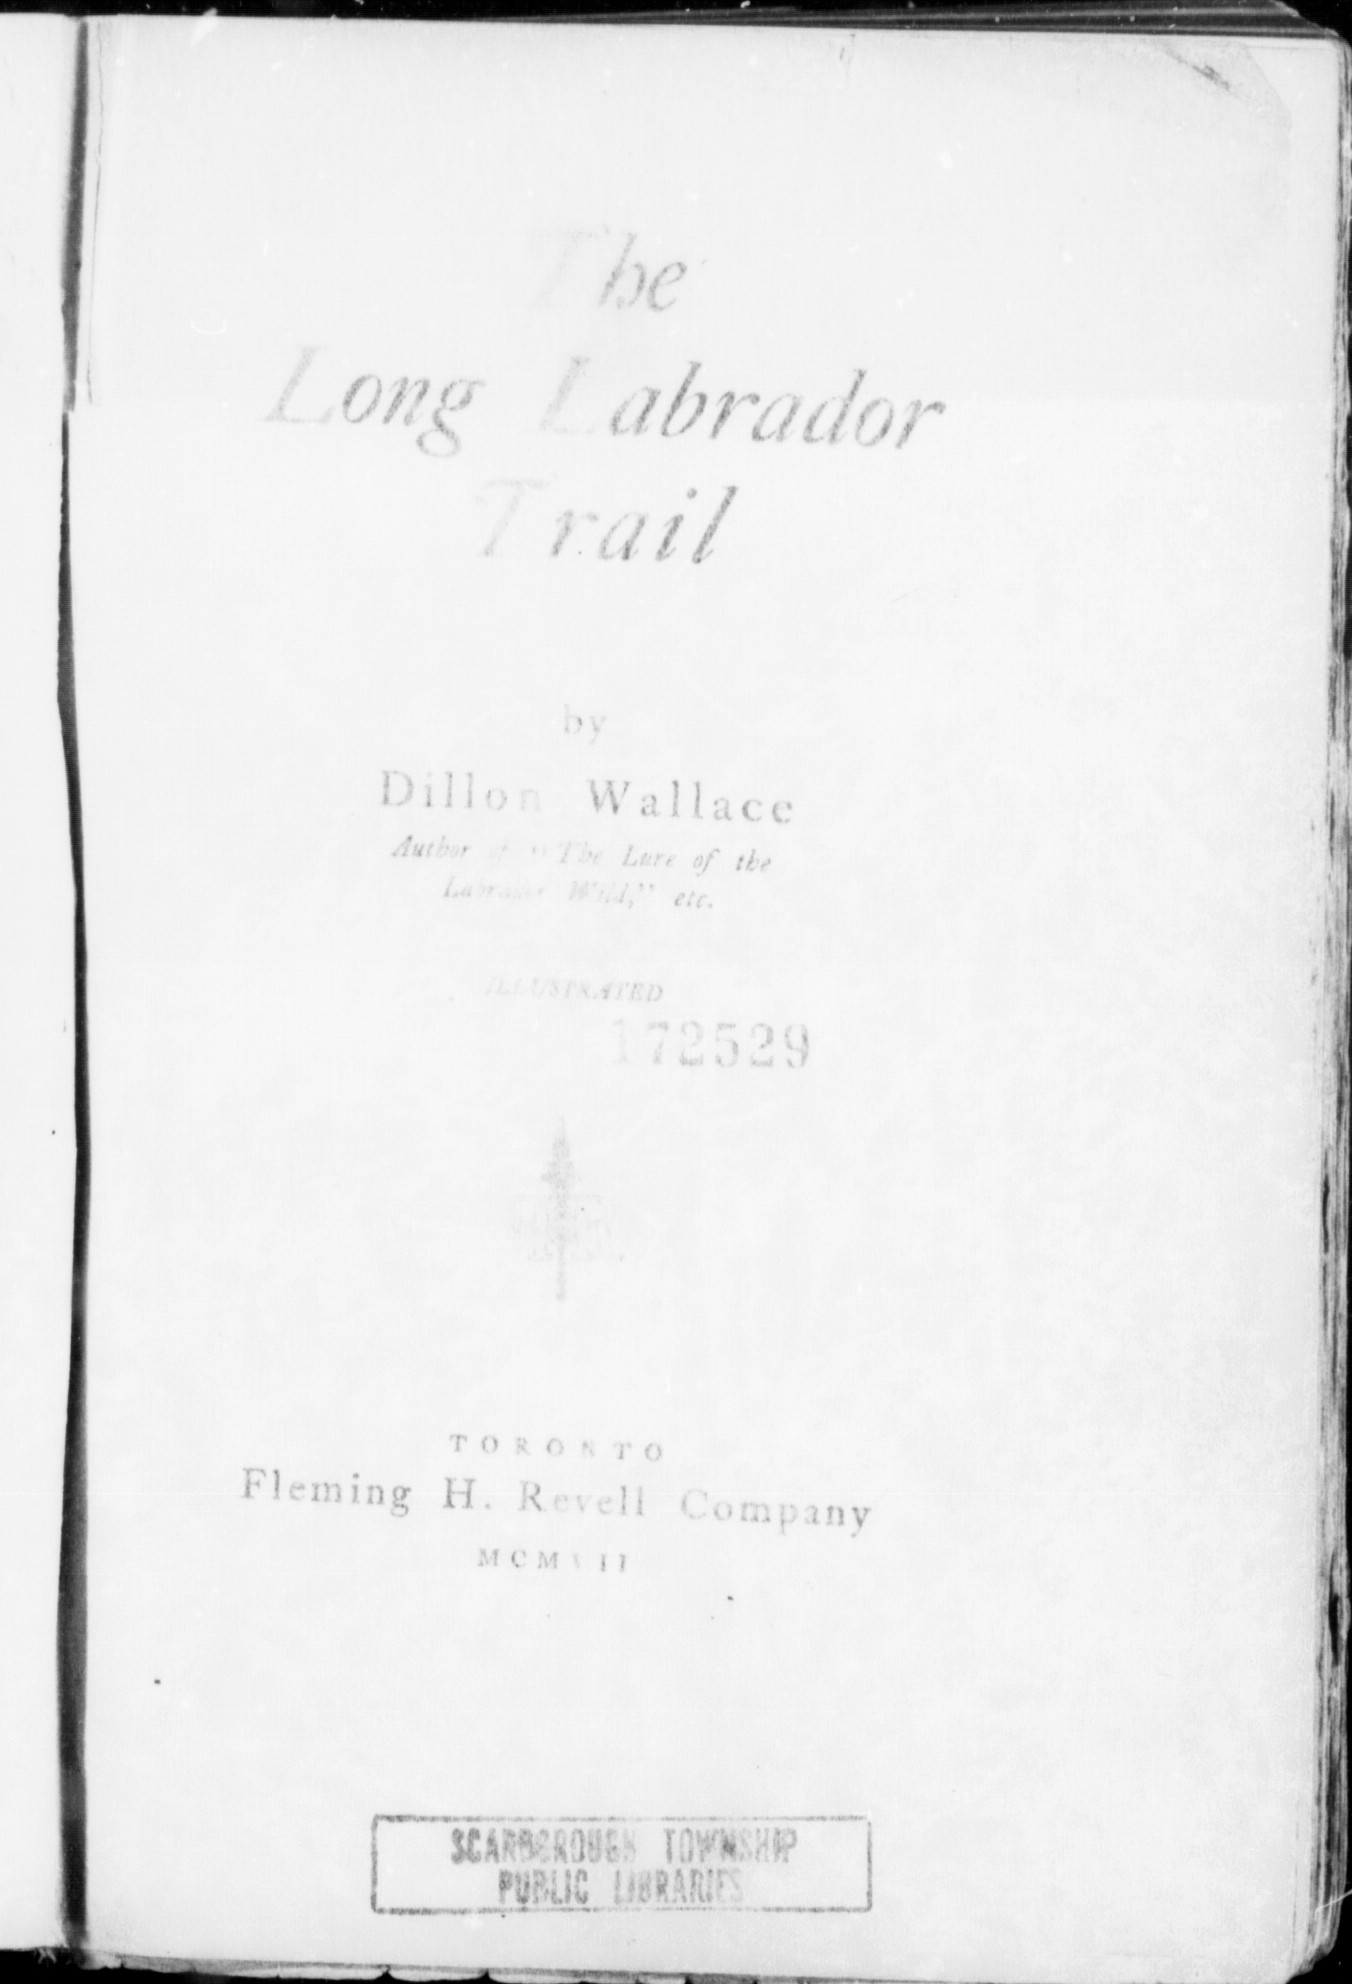 The
Long Labrador
Trail
by
Dillon Wallace
Author of "The Lure of the
Labrador Wild," etc.
ILLUSTRATED
172529
TORONTO
Fleming H. Revell Company
MCMVII
SCARBOROUGH TOWNSHIP
PUBLIC LIBRARIES